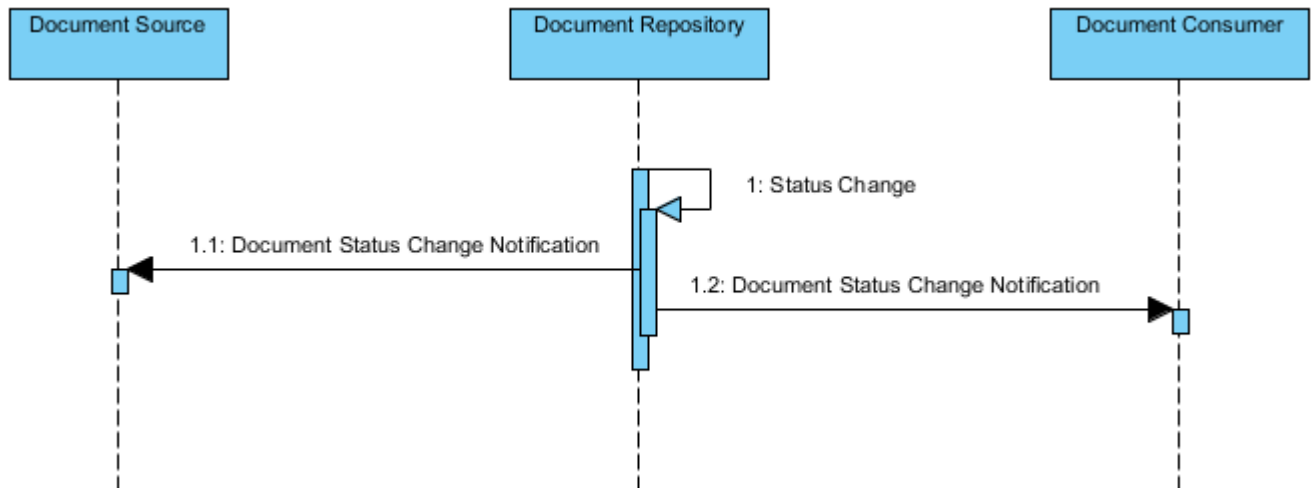 Document Source
Document Repository
Document Consumer
1: Status Change
1.1: Document Status Change Notification
1.2: Document Status Change Notification